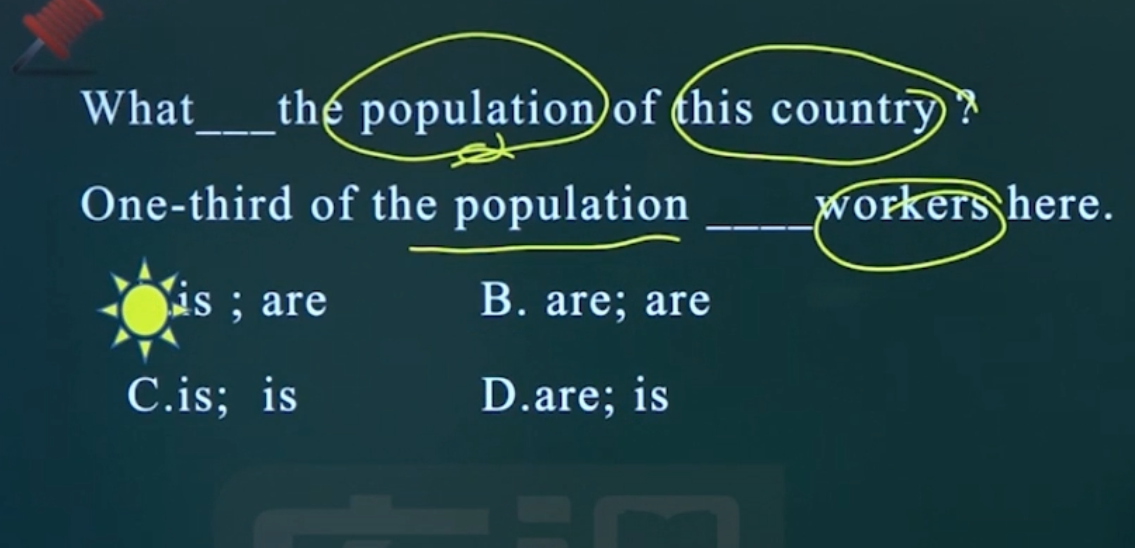 What___the population of this country ?
One-third of the population ____workers here.
.is ; are B. are; are
C.is; is D.are; is